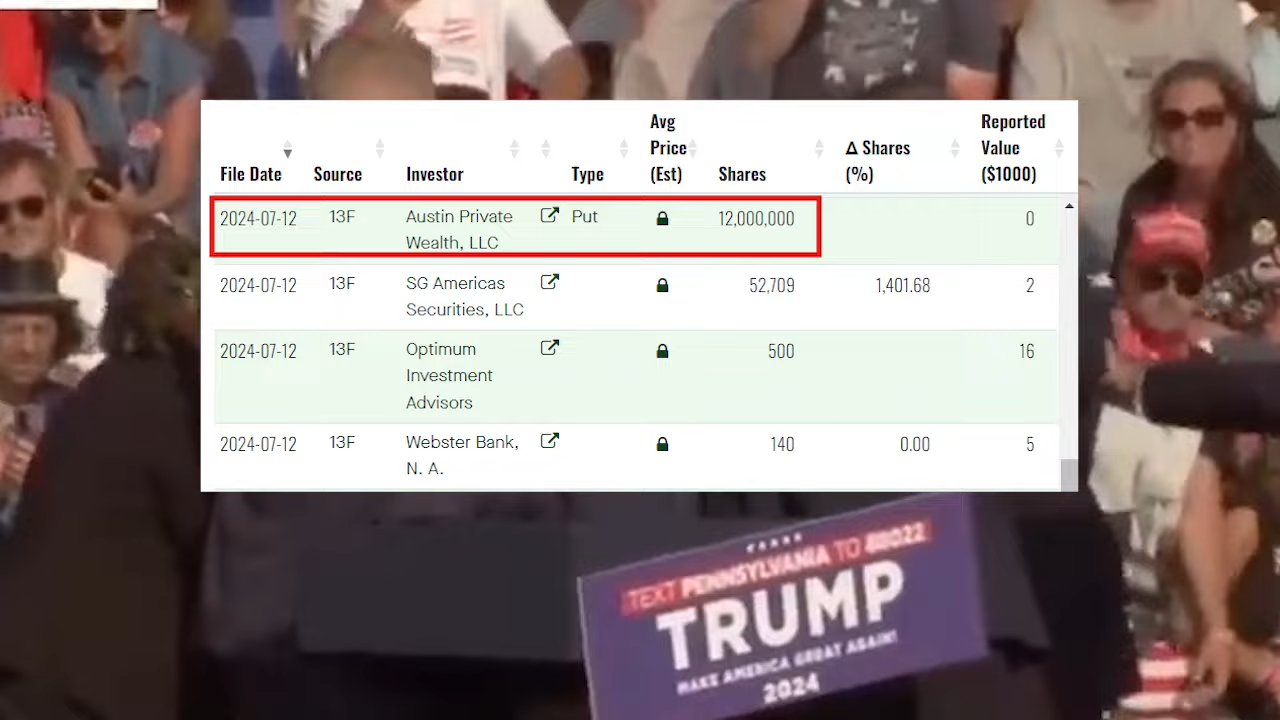 Avg
Reported
Price
Δ Shares
Value
File Date Source Investor Type (Est) Shares (%) ($1000)
2024-07-12 13F Austin Private Put 12,000,000 0
Wealth, LLC
2024-07-12 13F SG Americas 52,709 1,401.68 2
Securities, LLC
2024-07-12 13F Optimum 500 16
Investment
Advisors
2024-07-12 13F Webster Bank, 140 0.00 5
N. A.
TEXT PENNSYLVANIA TO 88022
TRUMP
MAKE AMERICA GREAT AGAIN!
2024